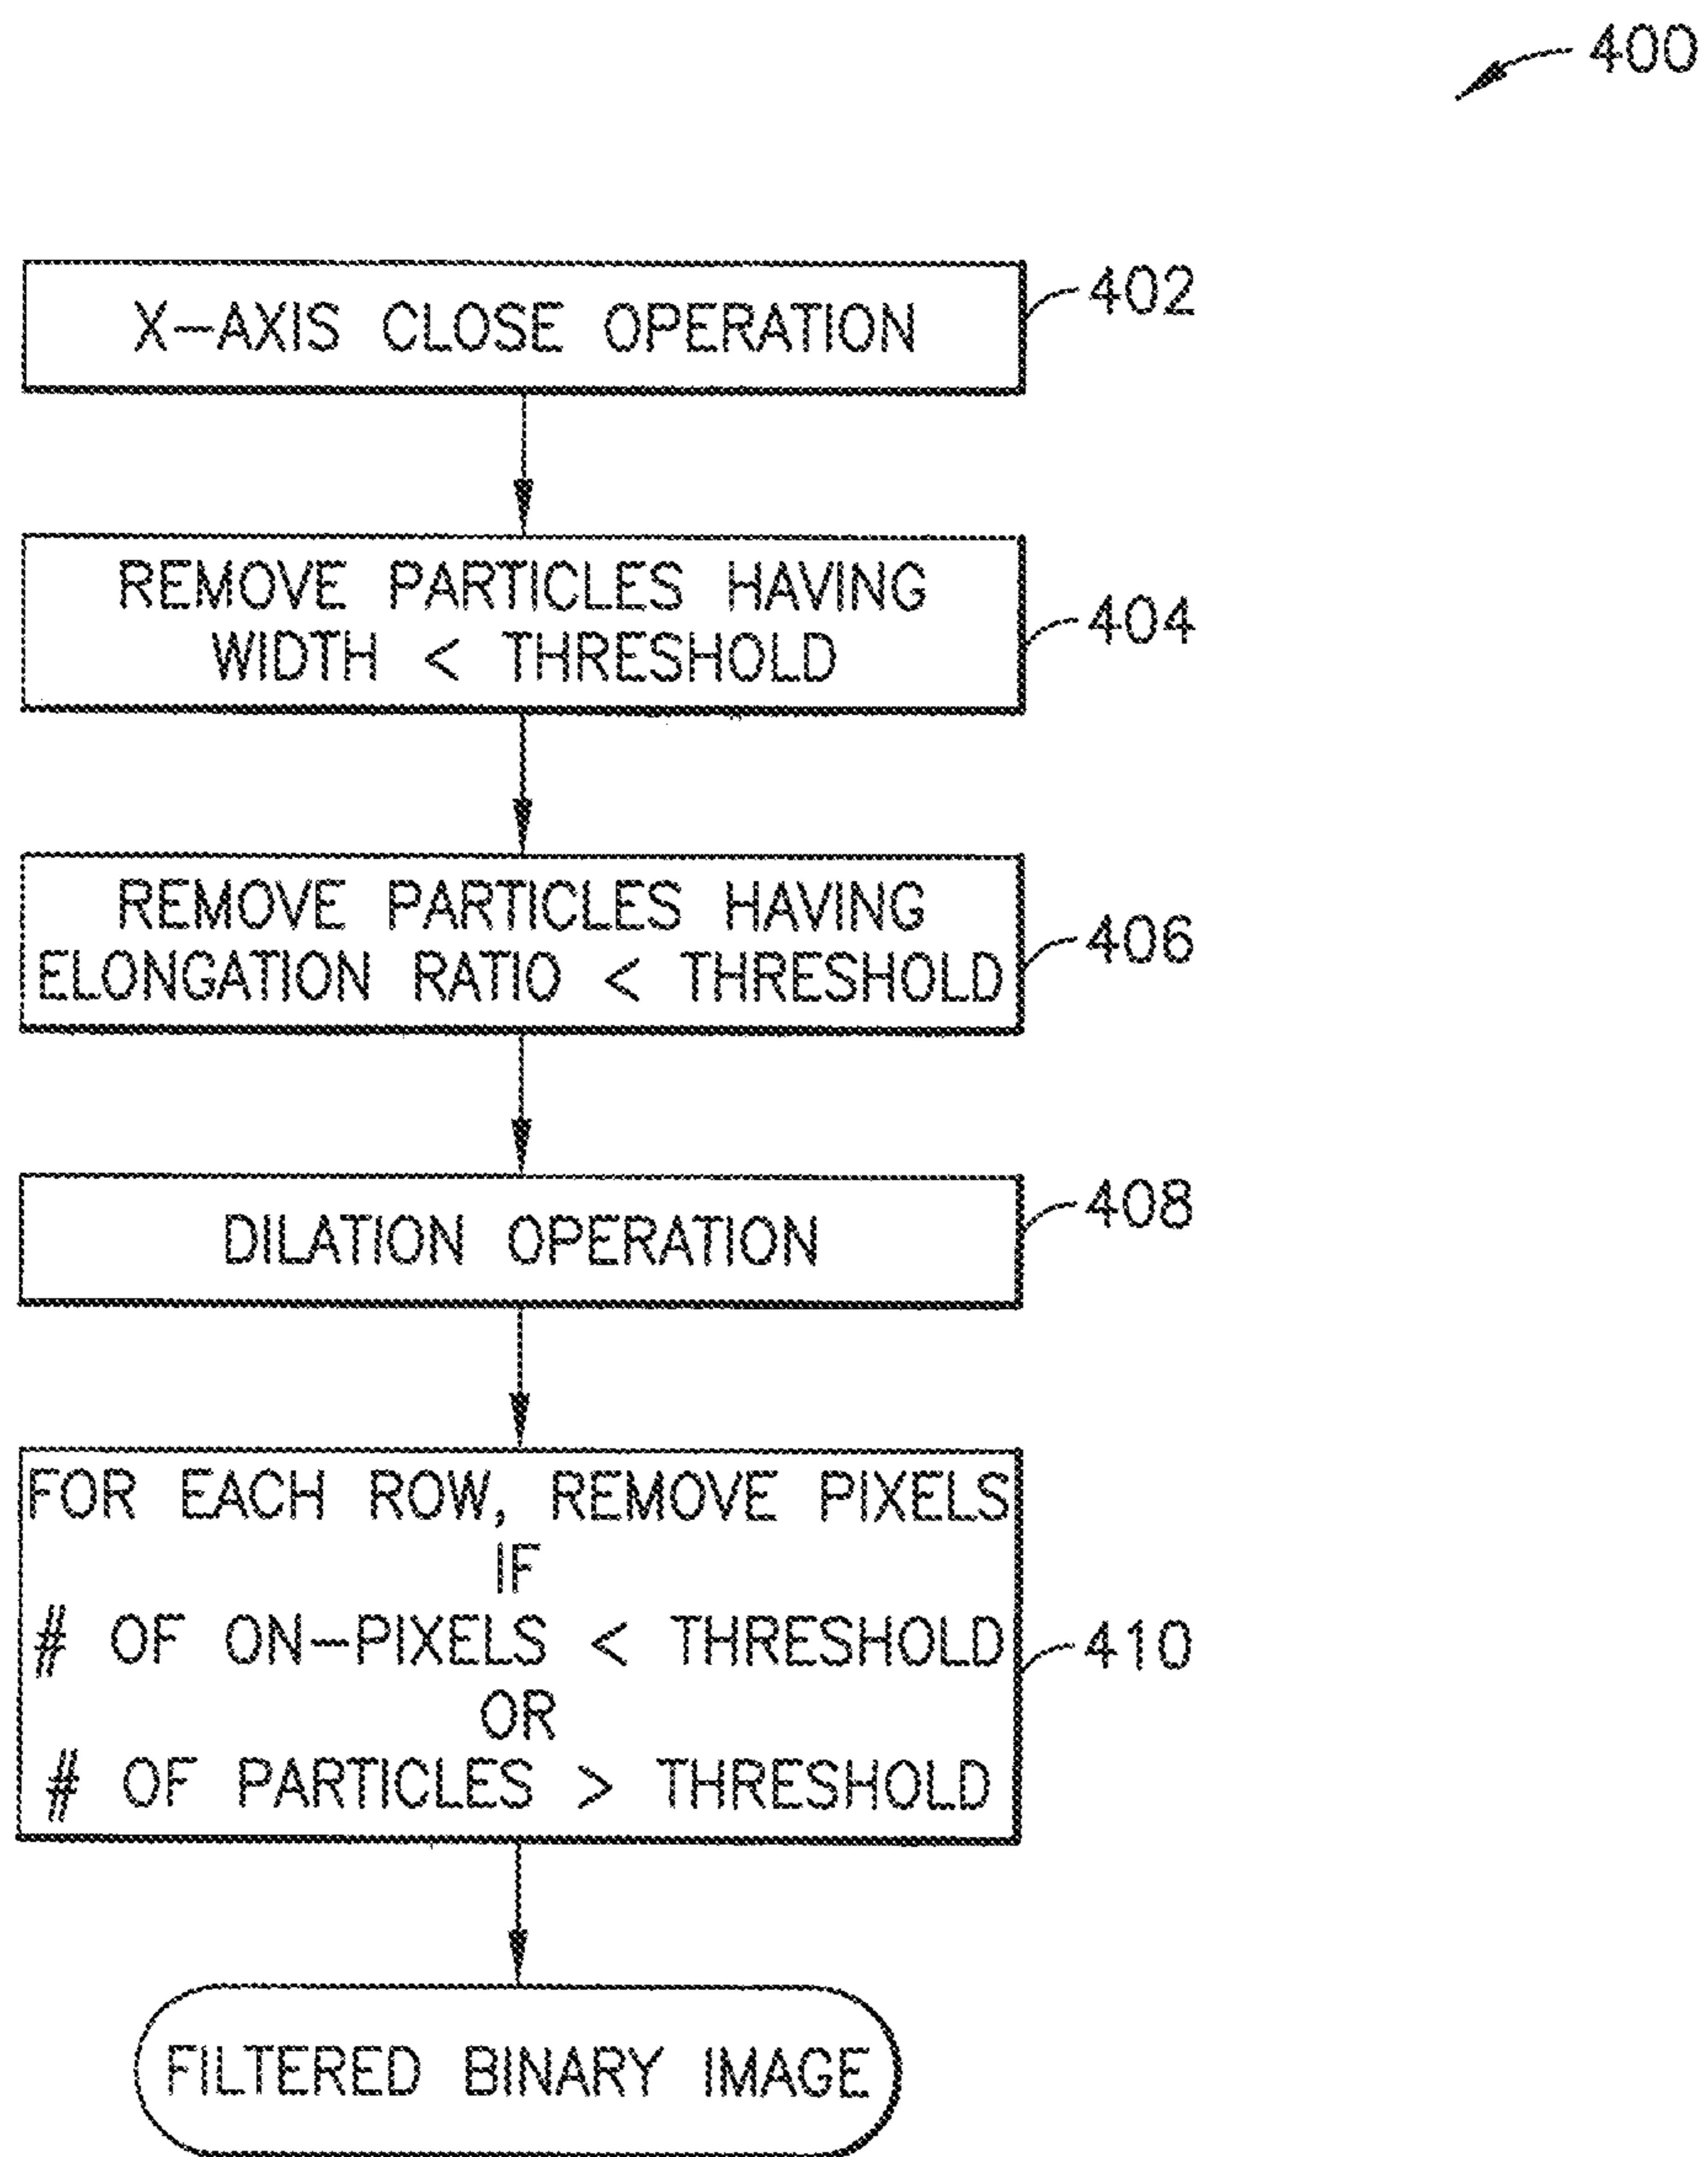 400
X-AXIS CLOSE OPERATION
402
REMOVE PARTICLES HAVING
WIDTH < THRESHOLD
404
REMOVE PARTICLES HAVING
ELONGATION RATIO < THRESHOLD
406
DILATION OPERATION
408
FOR EACH ROW, REMOVE PIXELS
IF
# OF ON-PIXELS < THRESHOLD
OR
# OF PARTICLES > THRESHOLD
410
FILTERED BINARY IMAGE